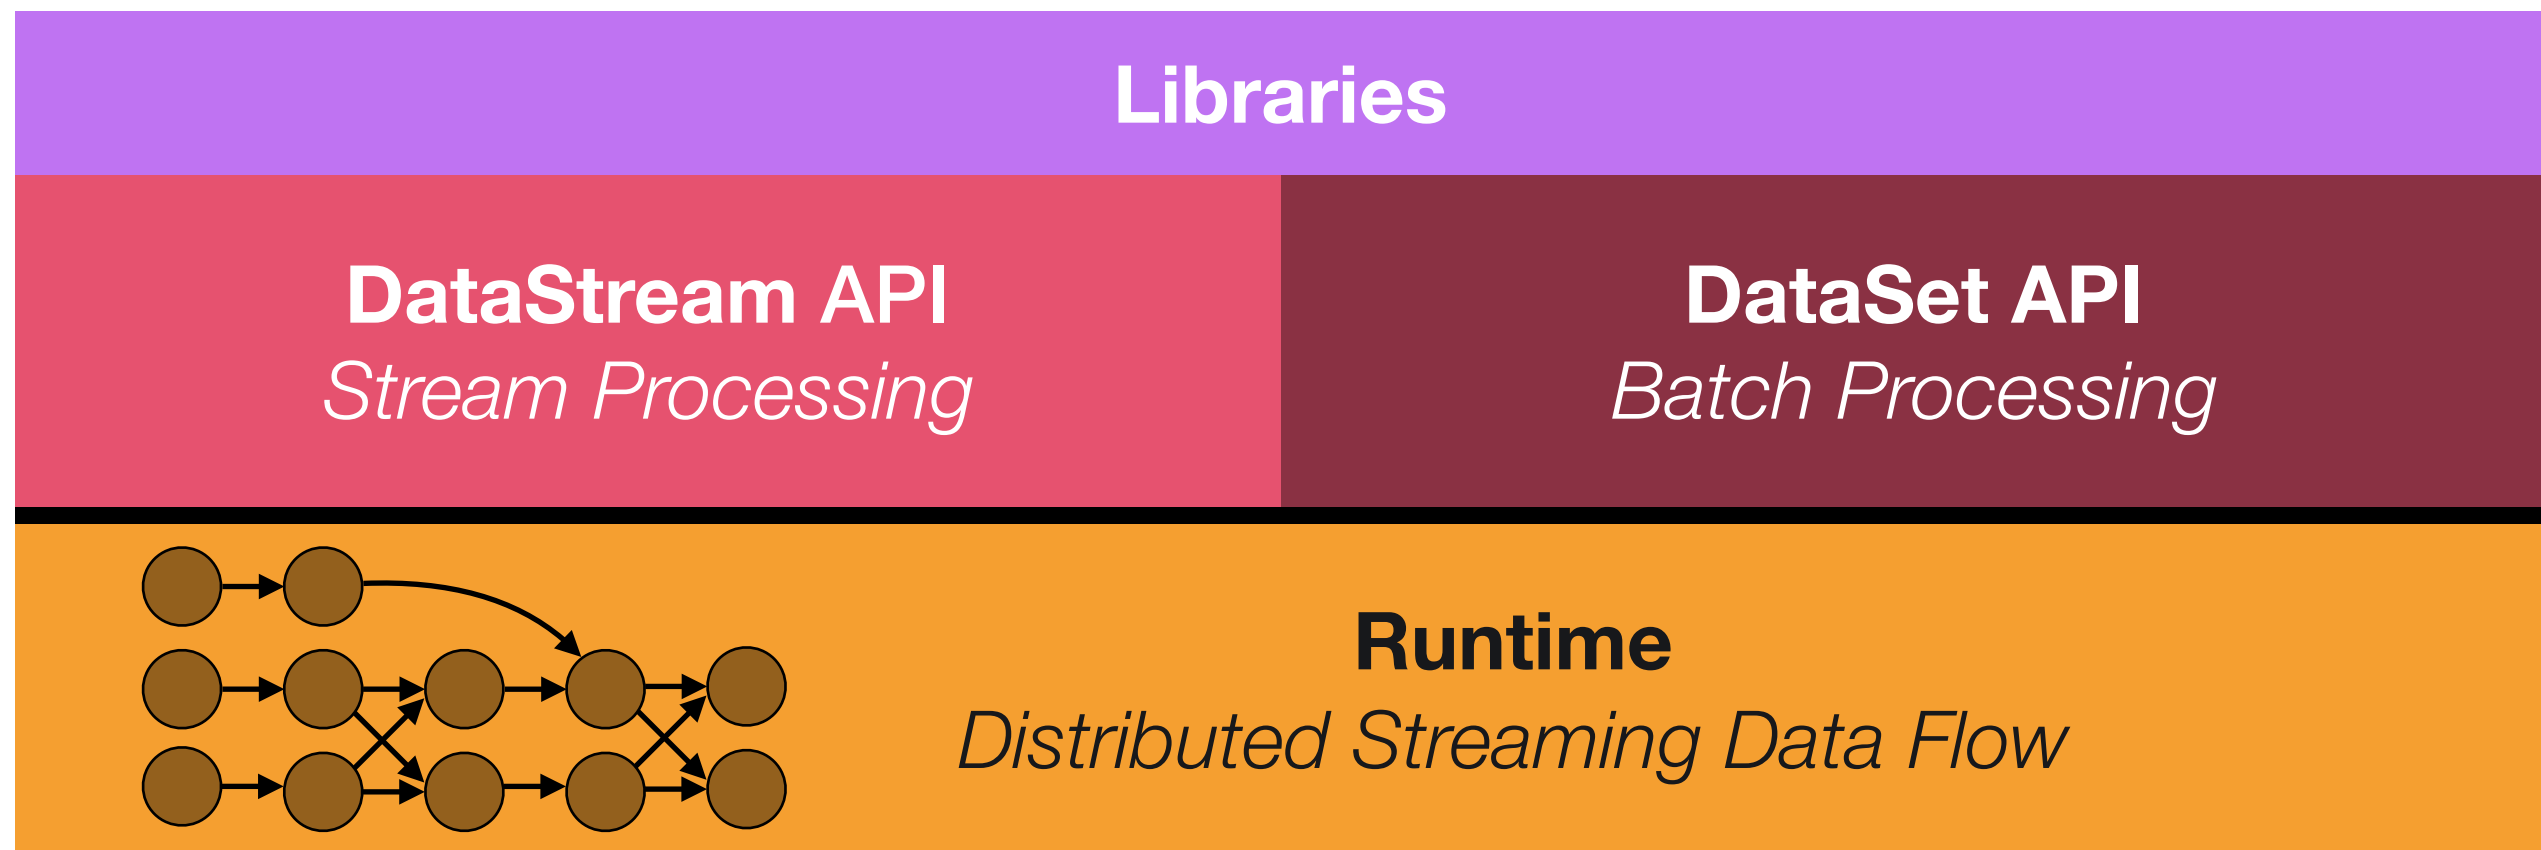 Libraries
DataStream API
Stream Processing
DataSet API
Batch Processing
Runtime
Distributed Streaming Data Flow